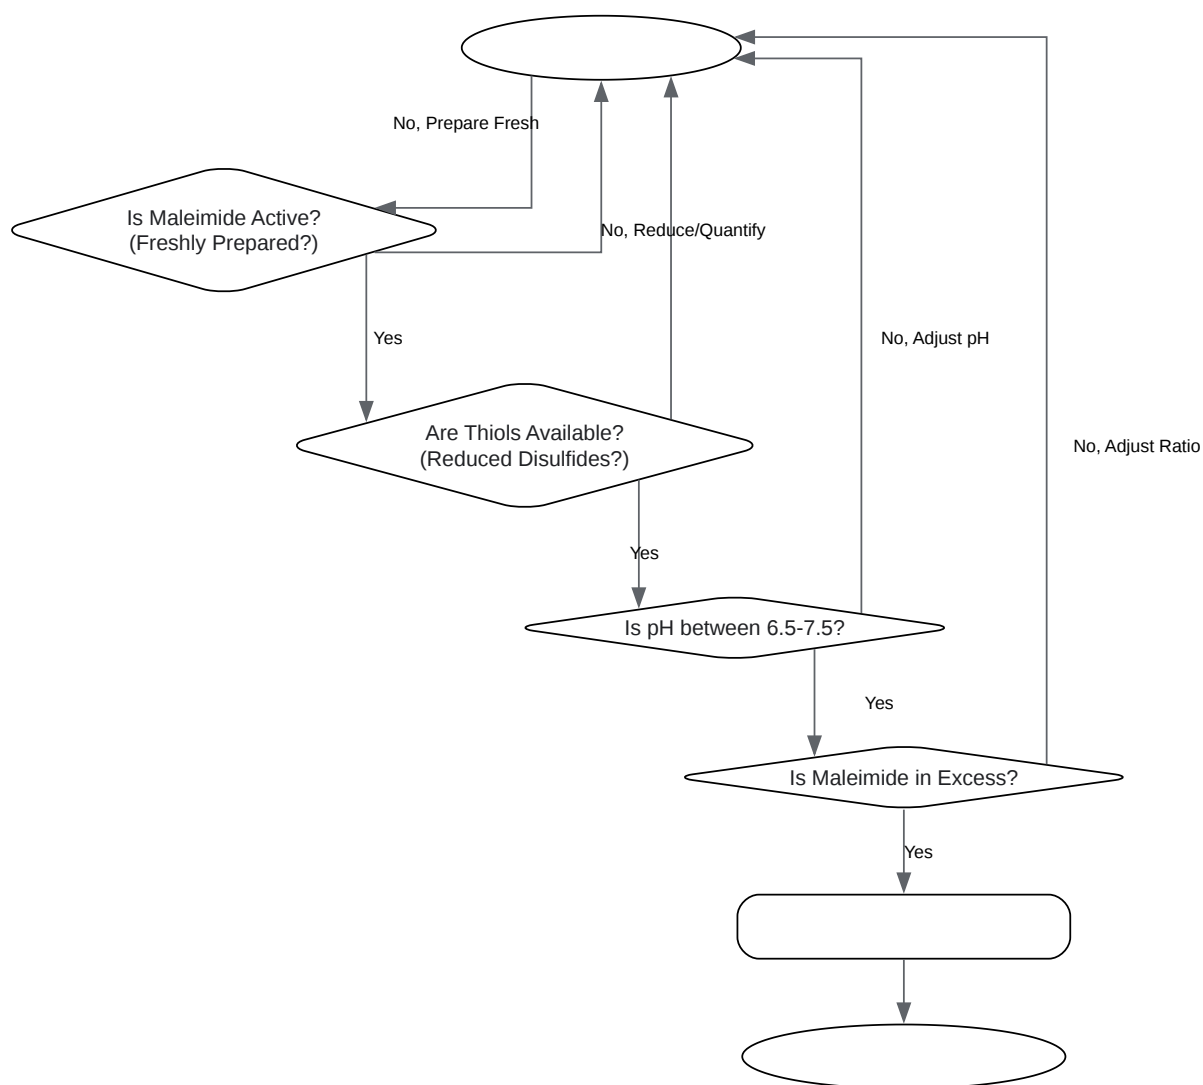 No, Prepare Fresh
Is Maleimide Active?
(Freshly Prepared?)
No, Reduce/Quantify
Yes
No, Adjust pH
Are Thiols Available?
(Reduced Disulfides?)
No, Adjust Ratio
Yes
Is pH between 6.5-7.5?
Yes
Is Maleimide in Excess?
Yes